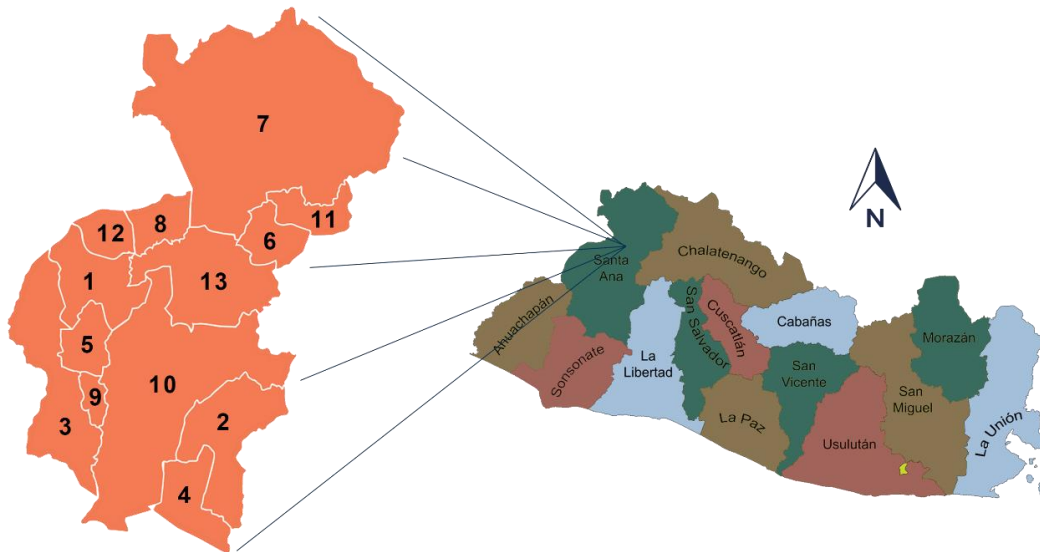 7
8
11
12
6
1
13
5
10
9
3
2
4
N
Santa
Ana
Chalatenango
Ahuachapán
Sonsonate
La
Libertad
San Salvador
Cuscatlán
Cabañas
San
Vicente
La Paz
Usulután
San
Miguel
Morazán
La Unión